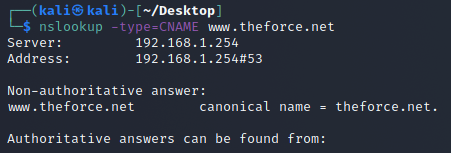 ┌──(kali㉿kali)-[~/Desktop]
└─$ nslookup -type=CNAME www.theforce.net
Server:         192.168.1.254
Address:        192.168.1.254#53
Non-authoritative answer:
www.theforce.net        canonical name = theforce.net.
Authoritative answers can be found from: